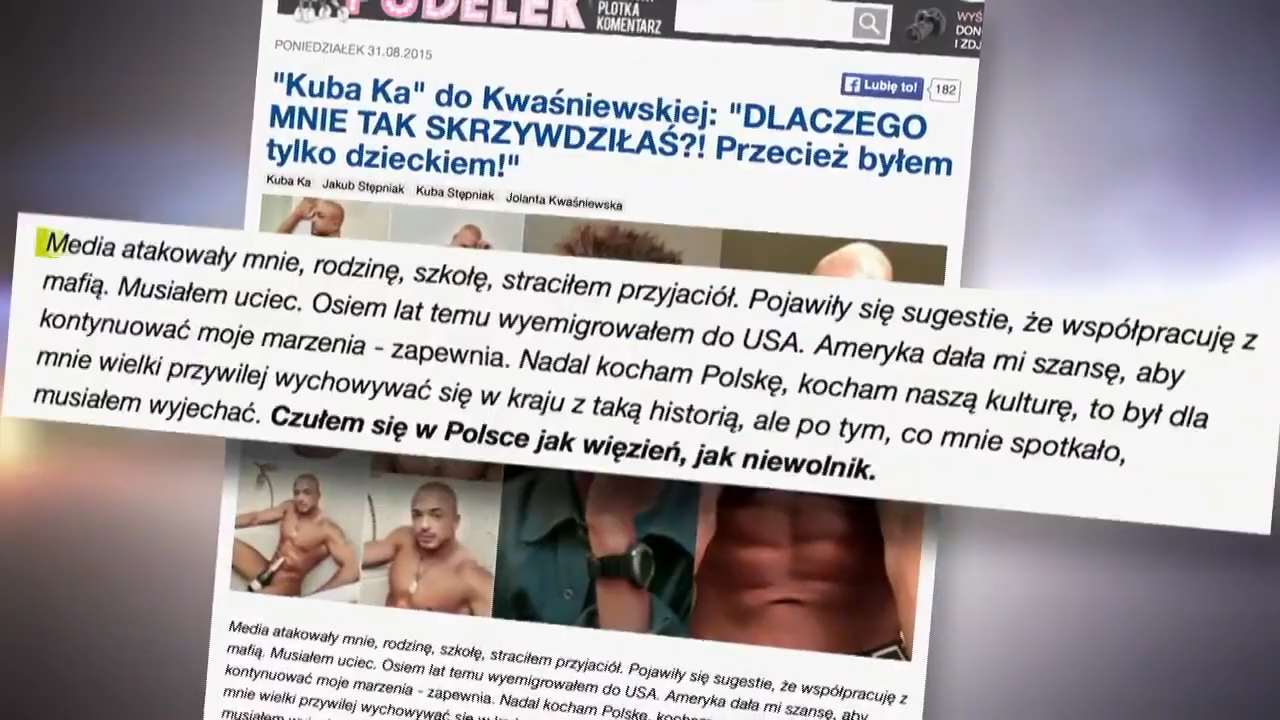 PUDELEK
PLOTKA
KOMENTARZ
WYŚ
DON
I ZDJ
PONIEDZIAŁEK 31.08.2015
Lubię to!
182
"Kuba Ka" do Kwaśniewskiej: "DLACZEGO
MNIE TAK SKRZYWDZIŁAŚ?! Przecież byłem
tylko dzieckiem!"
Kuba Ka Jakub Stępniak Kuba Stępniak Jolanta Kwaśniewska
Media atakowały mnie, rodzinę, szkołę, straciłem przyjaciół. Pojawiły się sugestie, że współpracuję z
mafią. Musiałem uciec. Osiem lat temu wyemigrowałem do USA. Ameryka dała mi szansę, aby
kontynuować moje marzenia - zapewnia. Nadal kocham Polskę, kocham naszą kulturę, to był dla
mnie wielki przywilej wychowywać się w kraju z taką historią, ale po tym, co mnie spotkało,
musiałem wyjechać. Czułem się w Polsce jak więzień, jak niewolnik.
Media atakowały mnie, rodzinę, szkołę, straciłem przyjaciół. Pojawiły się sugestie, że współpracuję z
mafią. Musiałem uciec. Osiem lat temu wyemigrowałem do USA. Ameryka dała mi szansę, aby
kontynuować moje marzenia - zapewnia. Nadal kocham Polskę, kocham
mnie wielki przywilej wychowywać się w
musiałem